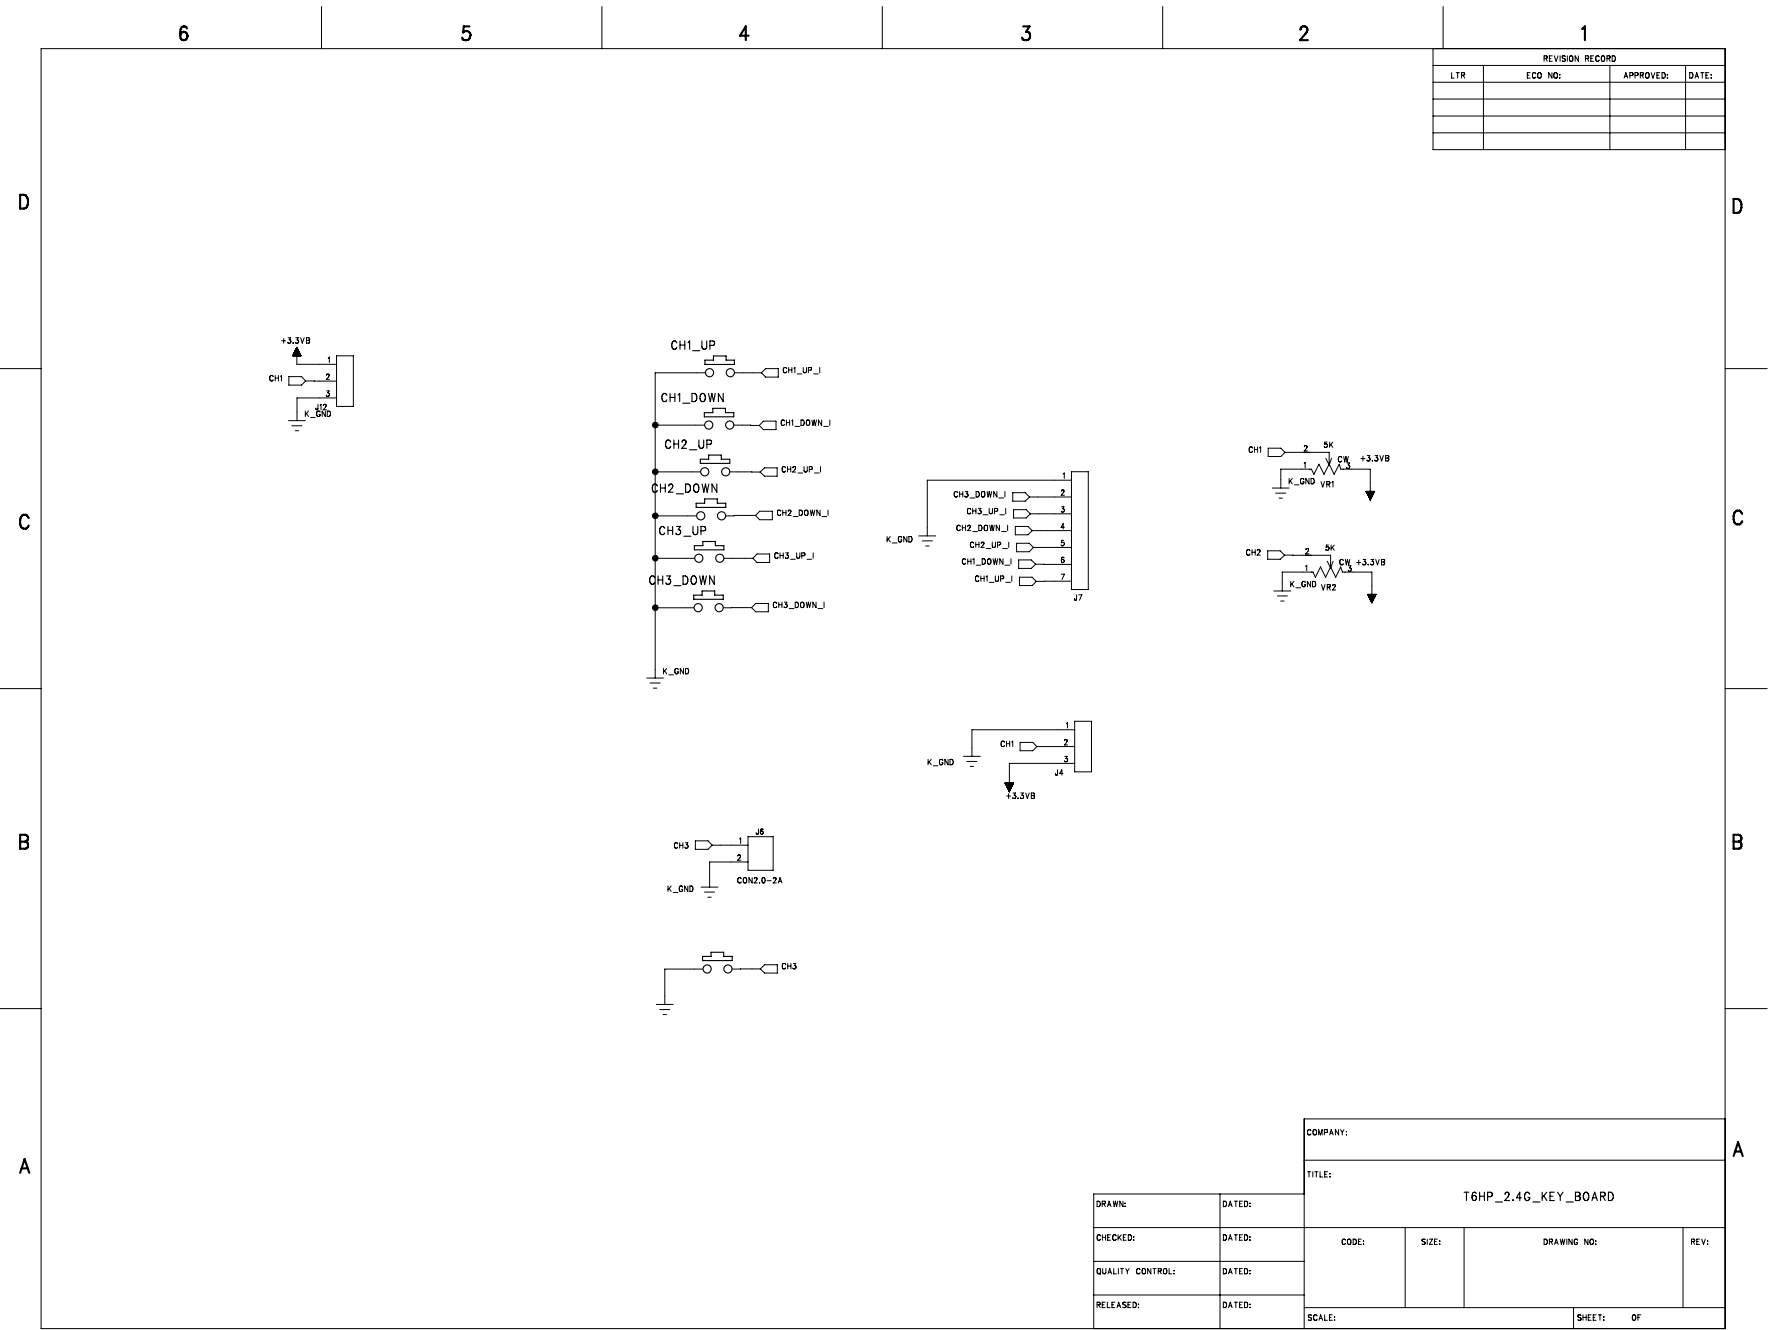 6 5 4 3 2 1
REVISION RECORD
LTR ECO NO: APPROVED: DATE:
D D
+3.3VB
1
CH1 2
3
J12
K_GND
CH1_UP
CH1_UP_I
CH1_DOWN
CH1_DOWN_I
CH2_UP
CH2_UP_I
CH2_DOWN
CH2_DOWN_I
CH3_UP
CH3_UP_I
CH3_DOWN
CH3_DOWN_I
K_GND
1
CH3_DOWN_I 2
CH3_UP_I 3
CH2_DOWN_I 4
CH2_UP_I 5
CH1_DOWN_I 6
CH1_UP_I 7
K_GND
J7
CH1 2 5K
1 CW 3 +3.3VB
K_GND VR1
CH2 2 5K
1 CW 3 +3.3VB
K_GND VR2
C C
1
CH1 2
K_GND 3
J4
+3.3VB
B B
J6
CH3 1
2
K_GND CON2.0-2A
CH3
A A
COMPANY:
TITLE:
T6HP_2.4G_KEY_BOARD
DRAWN: DATED:
CHECKED: DATED:
QUALITY CONTROL: DATED:
RELEASED: DATED:
CODE: SIZE: DRAWING NO: REV:
SCALE: SHEET: OF